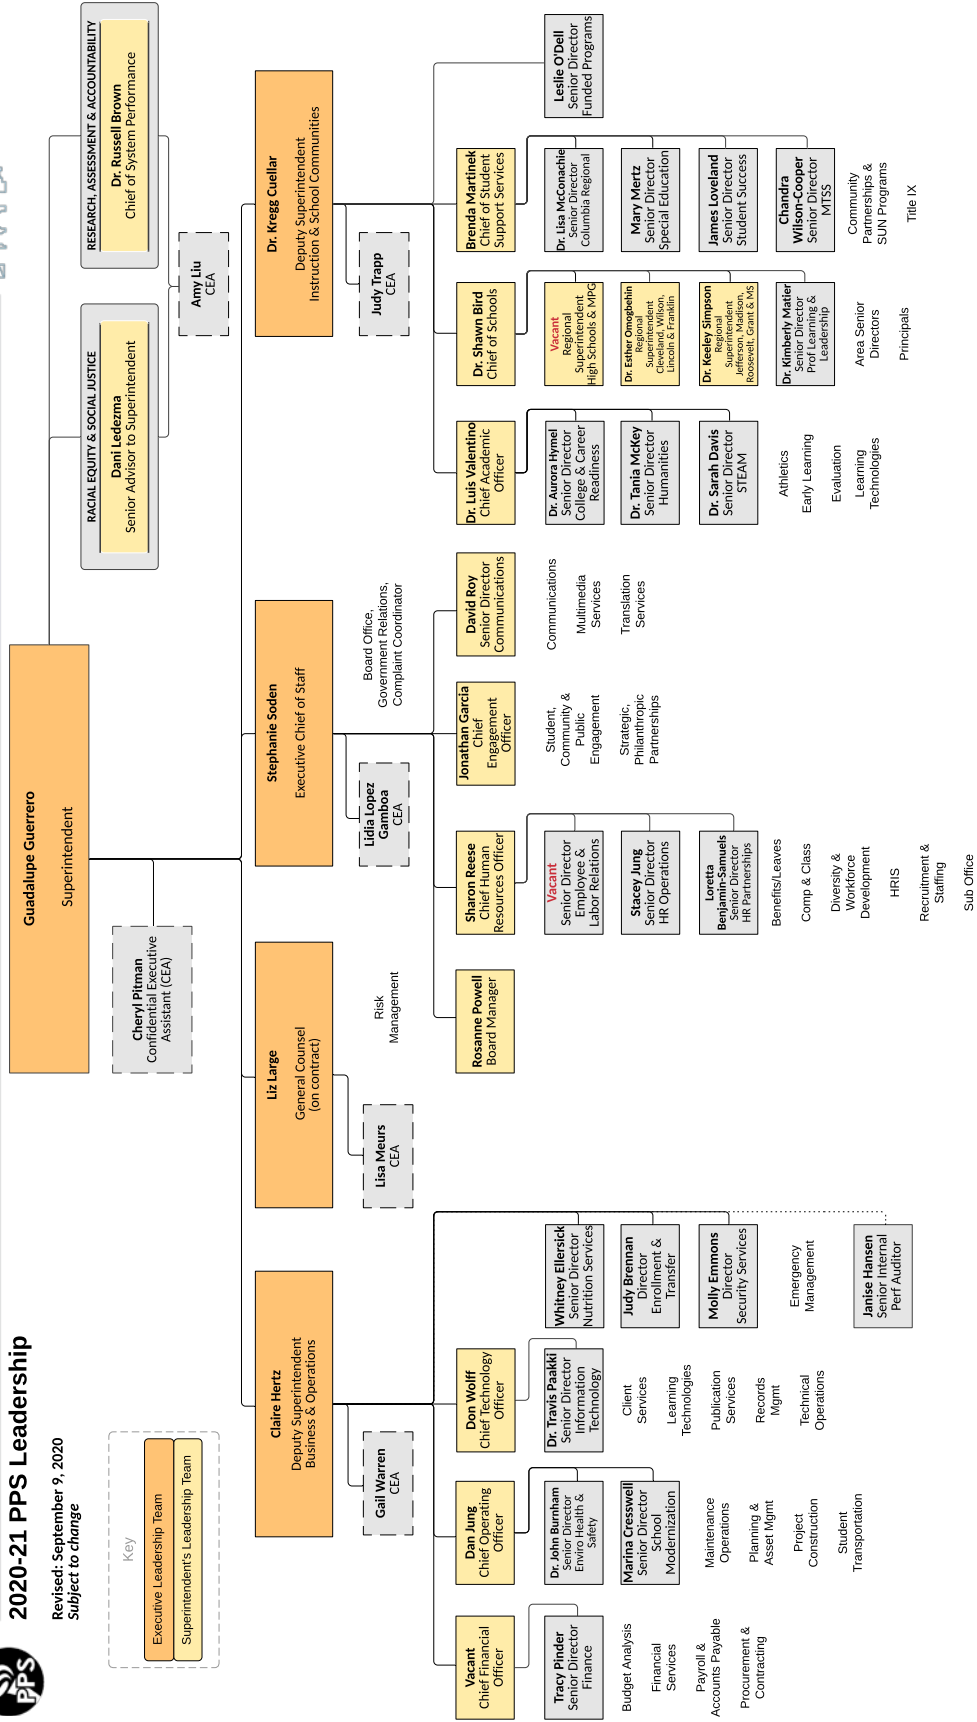 PPS
2020-21 PPS Leadership
Revised: September 9, 2020
Subject to change
Key
Executive Leadership Team
Superintendent's Leadership Team
Guadalupe Guerrero
Superintendent
Cheryl Pitman
Confidential Executive
Assistant (CEA)
RACIAL EQUITY & SOCIAL JUSTICE
Dani Ledezma
Senior Advisor to Superintendent
RESEARCH, ASSESSMENT & ACCOUNTABILITY
Dr. Russell Brown
Chief of System Performance
Amy Liu
CEA
Claire Hertz
Deputy Superintendent
Business & Operations
Gail Warren
CEA
Liz Large
General Counsel
(on contract)
Lisa Meurs
CEA
Risk
Management
Stephanie Soden
Executive Chief of Staff
Lidia Lopez
Gamboa
CEA
Board Office,
Government Relations,
Complaint Coordinator
Dr. Kregg Cuellar
Deputy Superintendent
Instruction & School Communities
Judy Trapp
CEA
Vacant
Chief Financial
Officer
Tracy Pinder
Senior Director
Finance
Budget Analysis
Financial
Services
Payroll &
Accounts Payable
Procurement &
Contracting
Dan Jung
Chief Operating
Officer
Dr. John Burnham
Senior Director
Enviro Health &
Safety
Marina Cresswell
Senior Director
School
Modernization
Maintenance
Operations
Planning &
Asset Mgmt
Project
Construction
Student
Transportation
Don Wolff
Chief Technology
Officer
Dr. Travis Paakki
Senior Director
Information
Technology
Client
Services
Learning
Technologies
Publication
Services
Records
Mgmt
Technical
Operations
Whitney Ellersick
Senior Director
Nutrition Services
Judy Brennan
Director
Enrollment &
Transfer
Molly Emmons
Director
Security Services
Emergency
Management
Janise Hansen
Senior Internal
Perf Auditor
Rosanne Powell
Board Manager
Sharon Reese
Chief Human
Resources Officer
Vacant
Senior Director
Employee &
Labor Relations
Stacey Jung
Senior Director
HR Operations
Loretta
Benjamin-Samuels
Senior Director
HR Partnerships
Benefits/Leaves
Comp & Class
Diversity &
Workforce
Development
HRIS
Recruitment &
Staffing
Sub Office
Jonathan Garcia
Chief
Engagement
Officer
Student,
Community &
Public
Engagement
Strategic,
Philanthropic
Partnerships
David Roy
Senior Director
Communications
Communications
Multimedia
Services
Translation
Services
Dr. Luis Valentino
Chief Academic
Officer
Dr. Aurora Hymel
Senior Director
College & Career
Readiness
Dr. Tania McKey
Senior Director
Humanities
Dr. Sarah Davis
Senior Director
STEAM
Athletics
Early Learning
Evaluation
Learning
Technologies
Dr. Shawn Bird
Chief of Schools
Vacant
Regional
Superintendent
High Schools & MPG
Dr. Esther Omogbehin
Regional
Superintendent
Cleveland, Wilson,
Lincoln & Franklin
Dr. Keeley Simpson
Regional
Superintendent
Jefferson, Madison,
Roosevelt, Grant & MS
Dr. Kimberly Matier
Senior Director
Prof Learning &
Leadership
Area Senior
Directors
Principals
Brenda Martinek
Chief of Student
Support Services
Dr. Lisa McConachie
Senior Director
Columbia Regional
Mary Mertz
Senior Director
Special Education
James Loveland
Senior Director
Student Success
Chandra
Wilson-Cooper
Senior Director
MTSS
Community
Partnerships &
SUN Programs
Title IX
Leslie O'Dell
Senior Director
Funded Programs